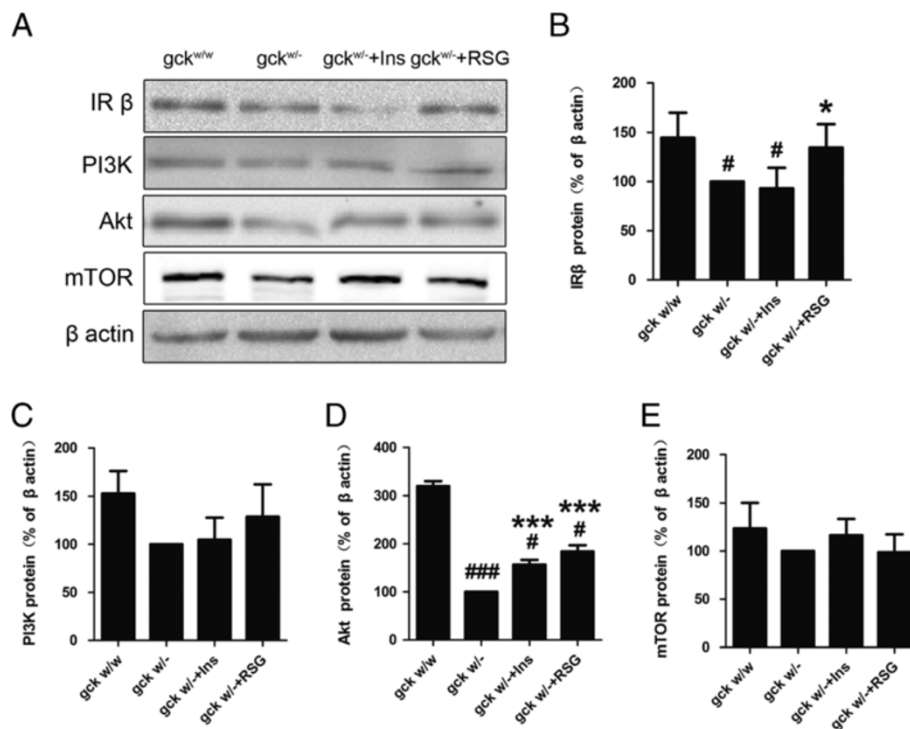 A
gck^w/w gck^w/- gck^w/-+Ins gck^w/-+RSG
IR β
PI3K
Akt
mTOR
β actin
B
IRβ protein (% of β actin)
200
150
100
50
0
#
#
*
gck w/w
gck w/-
gck w/-+Ins
gck w/-+RSG
C
PI3K protein (% of β actin)
200
150
100
50
0
gck w/w
gck w/-
gck w/-+Ins
gck w/-+RSG
D
Akt protein (% of β actin)
400
300
200
100
0
###
***
#
***
#
gck w/w
gck w/-
gck w/-+Ins
gck w/-+RSG
E
mTOR protein (% of β actin)
200
150
100
50
0
gck w/w
gck w/-
gck w/-+Ins
gck w/-+RSG